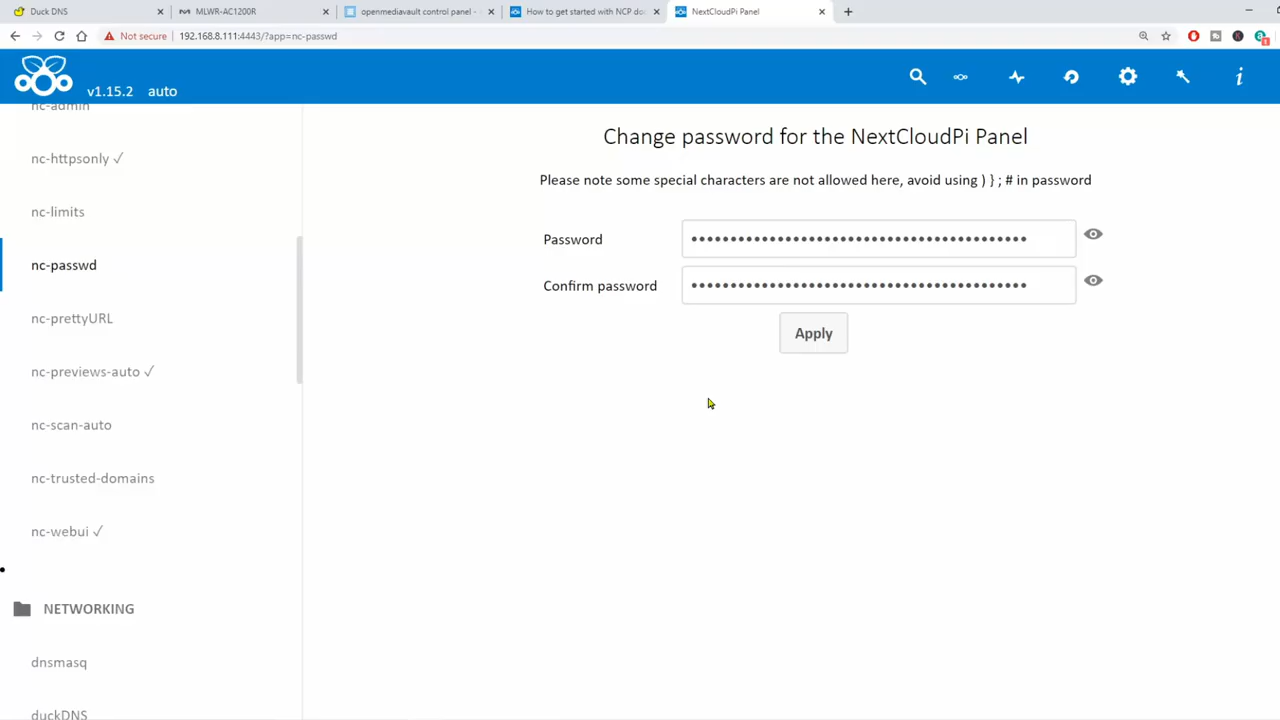 Duck DNS
MLWR-AC1200R
openmediavault control panel -
How to get started with NCP do
NextCloudPi Panel
Not secure
192.168.8.111:4443/?app=nc-passwd
v1.15.2 auto
nc-admin
nc-httpsonly ✓
nc-limits
nc-passwd
nc-prettyURL
nc-previews-auto ✓
nc-scan-auto
nc-trusted-domains
nc-webui ✓
NETWORKING
dnsmasq
duckDNS
Change password for the NextCloudPi Panel
Please note some special characters are not allowed here, avoid using ) } ; # in password
Password
Confirm password
Apply